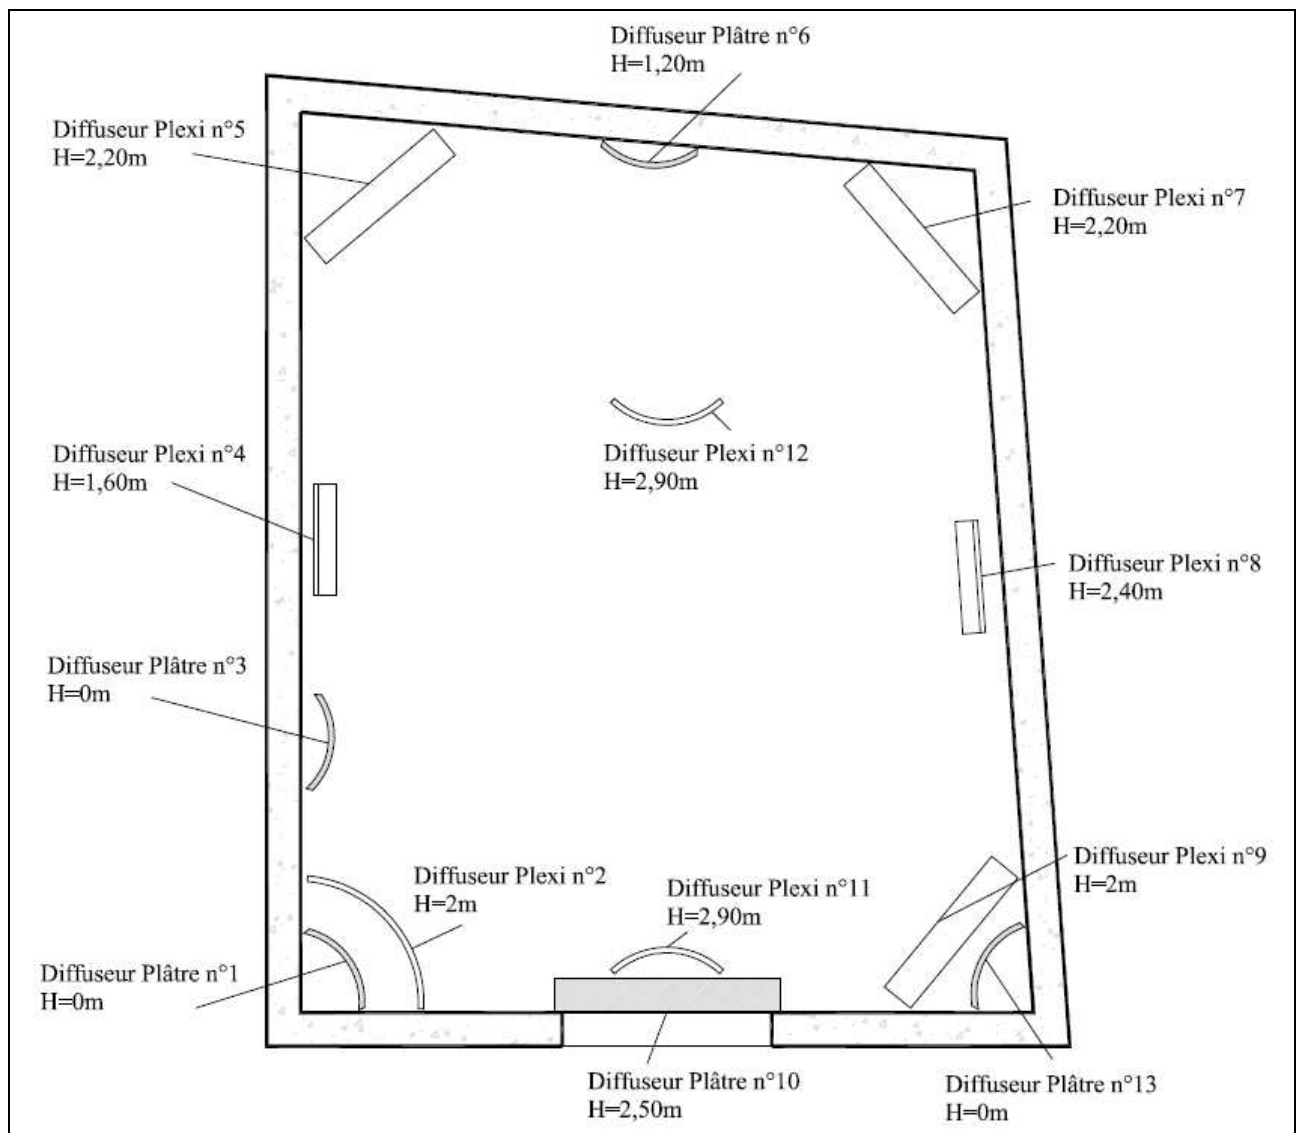 Diffuseur Plâtre n°6
H=1,20m
Diffuseur Plexi n°5
H=2,20m
Diffuseur Plexi n°7
H=2,20m
Diffuseur Plexi n°4
H=1,60m
Diffuseur Plexi n°12
H=2,90m
Diffuseur Plexi n°8
H=2,40m
Diffuseur Plâtre n°3
H=0m
Diffuseur Plexi n°9
H=2m
Diffuseur Plexi n°2
H=2m
Diffuseur Plexi n°11
H=2,90m
Diffuseur Plâtre n°1
H=0m
Diffuseur Plâtre n°10
H=2,50m
Diffuseur Plâtre n°13
H=0m